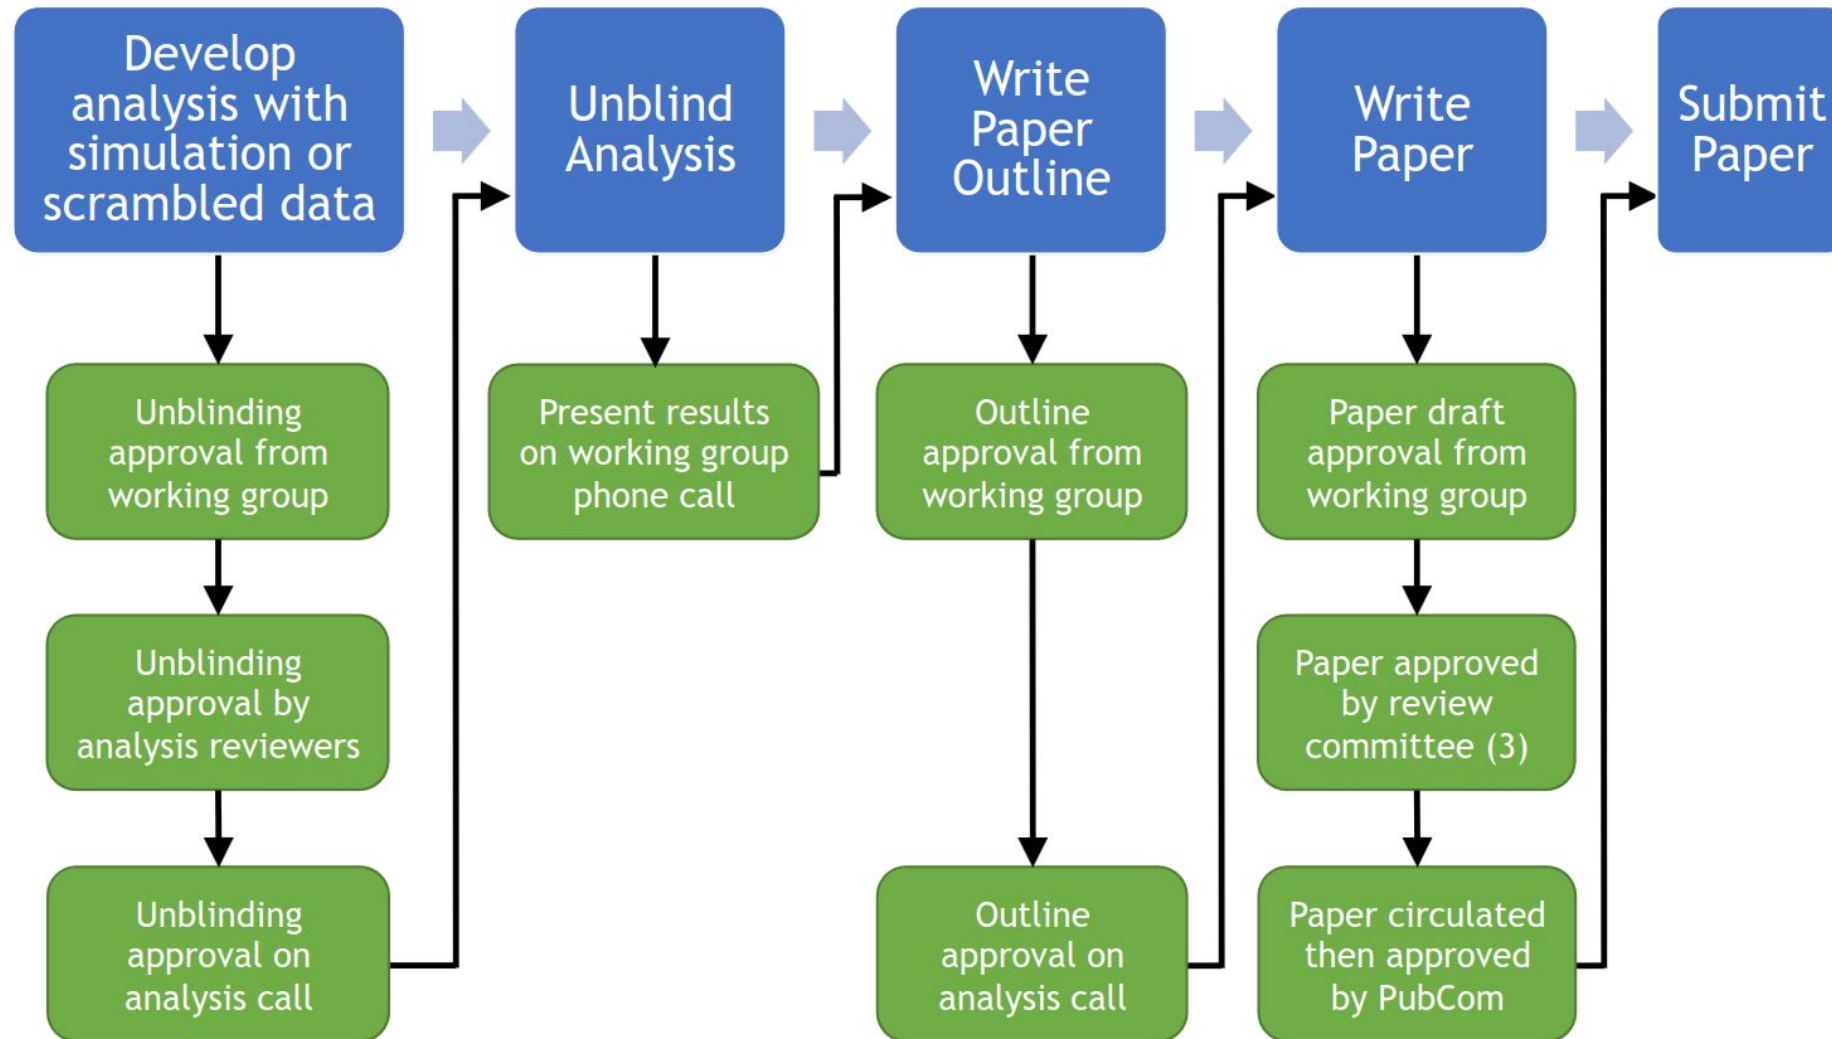 Develop
analysis with
simulation or
scrambled data
Unblind
Analysis
Write
Paper
Outline
Write
Paper
Submit
Paper
Unblinding
approval from
working group
Present results
on working group
phone call
Outline
approval from
working group
Paper draft
approval from
working group
Unblinding
approval by
analysis reviewers
Paper approved
by review
committee (3)
Unblinding
approval on
analysis call
Outline
approval on
analysis call
Paper circulated
then approved
by PubCom